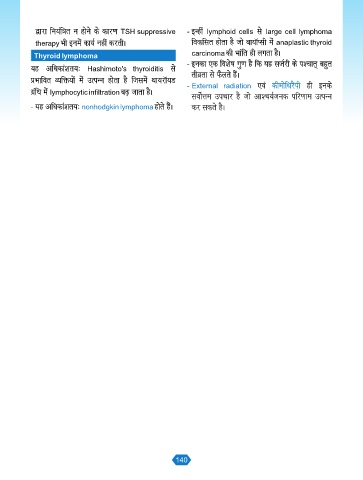 द्वारा नियंत्रित न होने के कारण TSH suppressive
therapy भी इनमें कार्य नहीं करती।
Thyroid lymphoma
यह अधिकांशतयः Hashimoto's thyroiditis से
प्रभावित व्यक्तियों में उत्पन्न होता है जिसमें थायरॉयड
ग्रंथि में lymphocytic infiltration बढ़ जाता है।
- यह अधिकांशतयः nonhodgkin lymphoma होते हैं।
- इन्हीं lymphoid cells से large cell lymphoma
विकसित होता है जो बायोप्सी में anaplastic thyroid
carcinoma की भांति ही लगता है।
- इनका एक विशेष गुण है कि यह सर्जरी के पश्चात् बहुत
तीव्रता से फैलते हैं।
- External radiation एवं कीमोथिरैपी ही इनके
सर्वोत्तम उपचार है जो आश्चर्यजनक परिणाम उत्पन्न
कर सकते है।
140